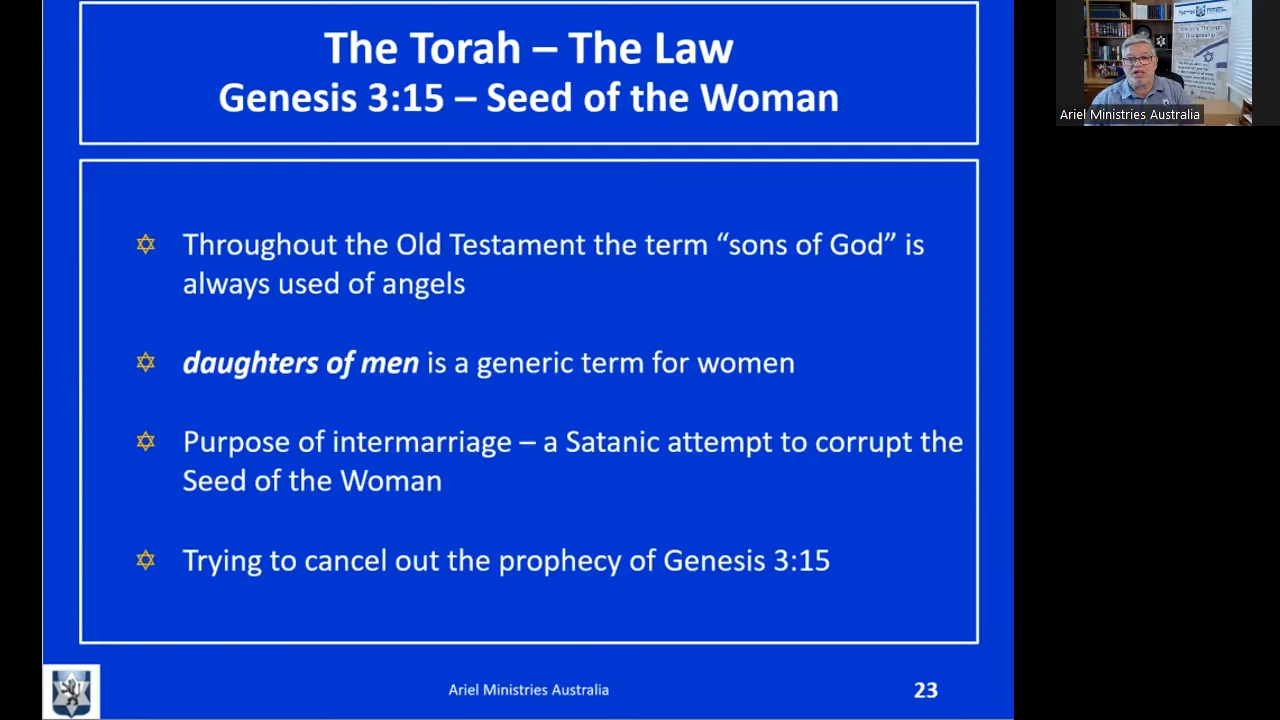 The Torah – The Law
Genesis 3:15 – Seed of the Woman
Throughout the Old Testament the term “sons of God” is
always used of angels
daughters of men is a generic term for women
Purpose of intermarriage – a Satanic attempt to corrupt the
Seed of the Woman
Trying to cancel out the prophecy of Genesis 3:15
Ariel Ministries Australia
23
Ministry Through
Discipleship
Ariel Ministries Australia